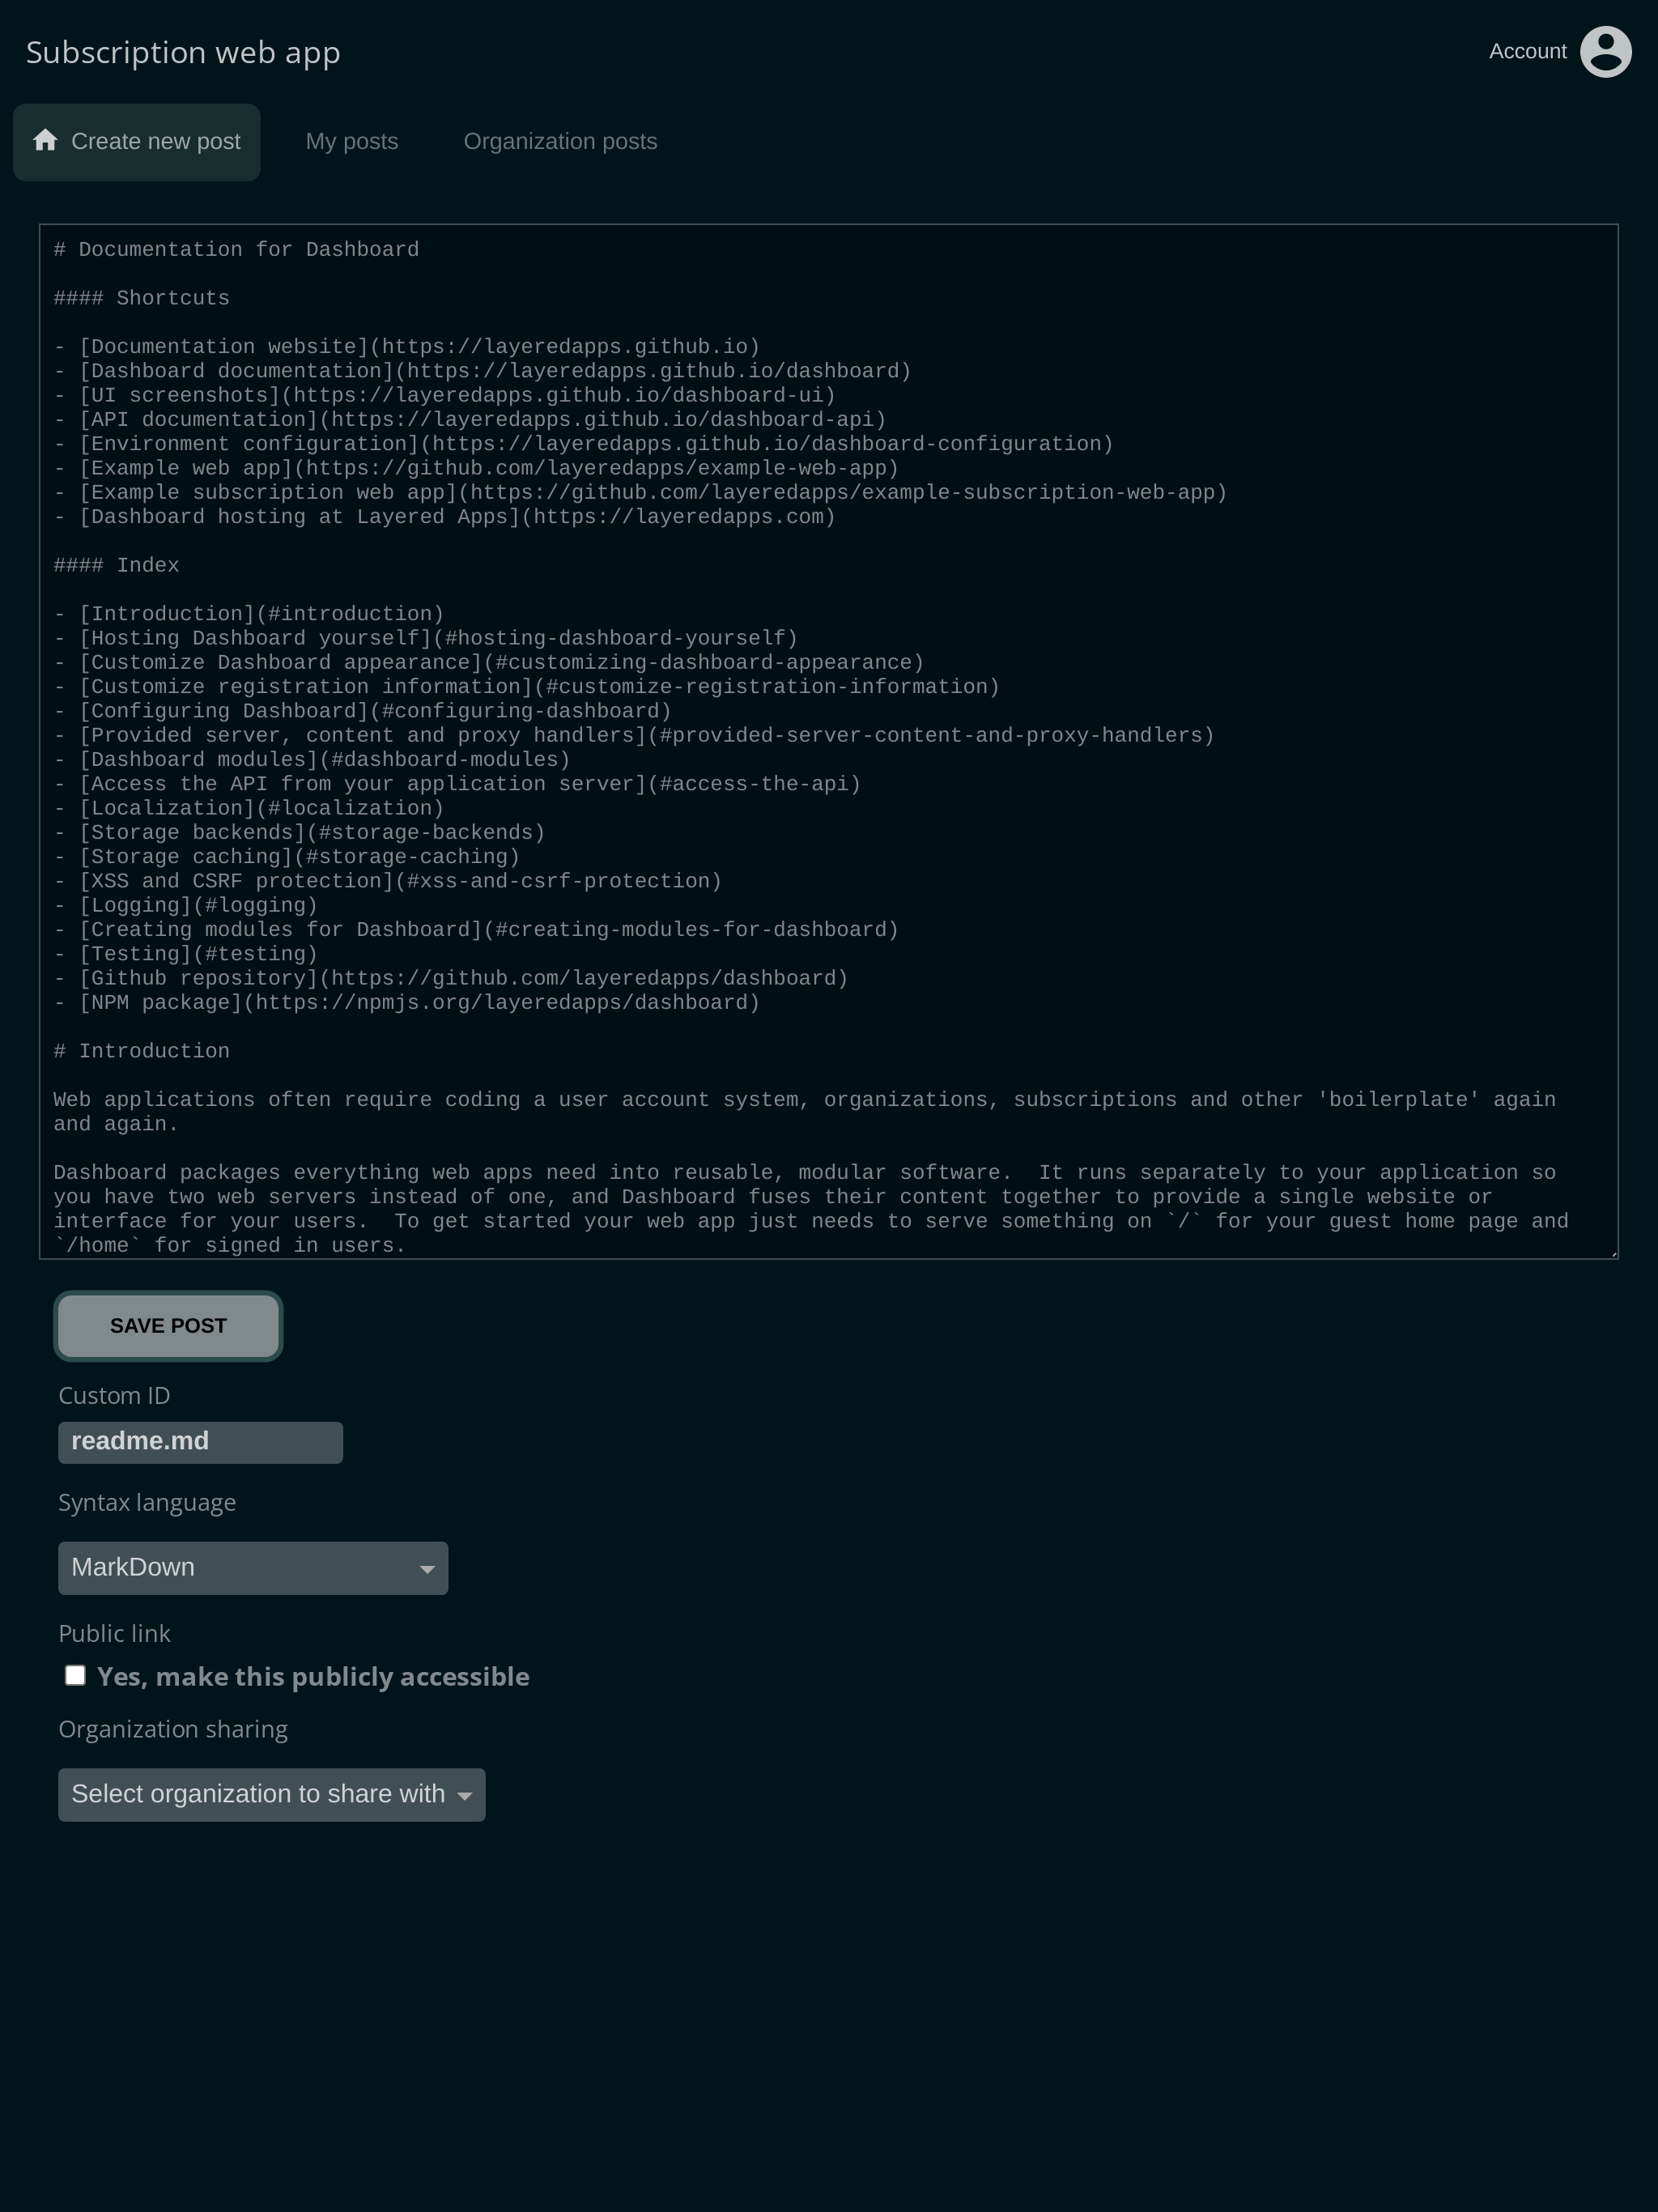 Subscription web app
Account
Create new post
My posts
Organization posts
# Documentation for Dashboard
#### Shortcuts
- [Documentation website](https://layeredapps.github.io)
- [Dashboard documentation](https://layeredapps.github.io/dashboard)
- [UI screenshots](https://layeredapps.github.io/dashboard-ui)
- [API documentation](https://layeredapps.github.io/dashboard-api)
- [Environment configuration](https://layeredapps.github.io/dashboard-configuration)
- [Example web app](https://github.com/layeredapps/example-web-app)
- [Example subscription web app](https://github.com/layeredapps/example-subscription-web-app)
- [Dashboard hosting at Layered Apps](https://layeredapps.com)
#### Index
- [Introduction](#introduction)
- [Hosting Dashboard yourself](#hosting-dashboard-yourself)
- [Customize Dashboard appearance](#customizing-dashboard-appearance)
- [Customize registration information](#customize-registration-information)
- [Configuring Dashboard](#configuring-dashboard)
- [Provided server, content and proxy handlers](#provided-server-content-and-proxy-handlers)
- [Dashboard modules](#dashboard-modules)
- [Access the API from your application server](#access-the-api)
- [Localization](#localization)
- [Storage backends](#storage-backends)
- [Storage caching](#storage-caching)
- [XSS and CSRF protection](#xss-and-csrf-protection)
- [Logging](#logging)
- [Creating modules for Dashboard](#creating-modules-for-dashboard)
- [Testing](#testing)
- [Github repository](https://github.com/layeredapps/dashboard)
- [NPM package](https://npmjs.org/layeredapps/dashboard)
# Introduction
Web applications often require coding a user account system, organizations, subscriptions and other 'boilerplate' again
and again.
Dashboard packages everything web apps need into reusable, modular software.  It runs separately to your application so
you have two web servers instead of one, and Dashboard fuses their content together to provide a single website or
interface for your users.  To get started your web app just needs to serve something on `/` for your guest home page and
`/home` for signed in users.
SAVE POST
Custom ID
readme.md
Syntax language
MarkDown
Public link
Yes, make this publicly accessible
Organization sharing
Select organization to share with